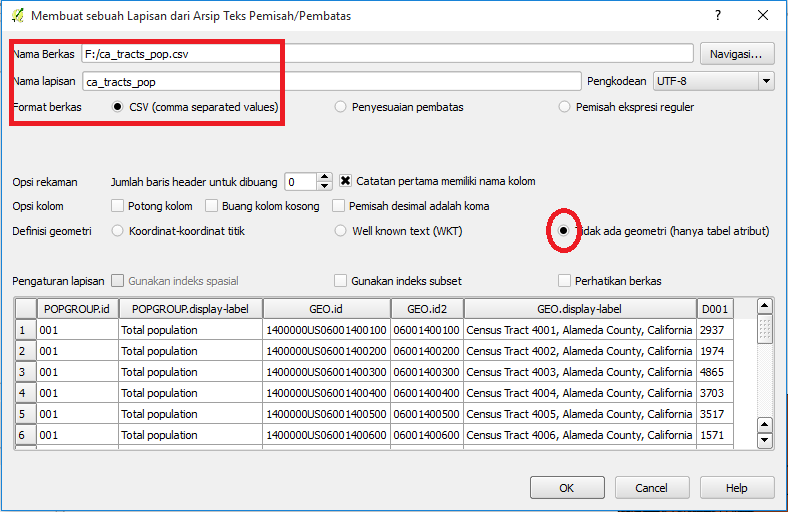 Membuat sebuah Lapisan dari Arsip Teks Pemisah/Pembatas
Nama Berkas F:/ca_tracts_pop.csv Navigasi...
Nama lapisan ca_tracts_pop Pengkodean UTF-8
Format berkas CSV (comma separated values) Penyesuaian pembatas Pemisah ekspresi reguler
Opsi rekaman Jumlah baris header untuk dibuang 0 Catatan pertama memiliki nama kolom
Opsi kolom Potong kolom Buang kolom kosong Pemisah desimal adalah koma
Definisi geometri Koordinat-koordinat titik Well known text (WKT) Tidak ada geometri (hanya tabel atribut)
Pengaturan lapisan Gunakan indeks spasial Gunakan indeks subset Perhatikan berkas
POPGROUP.id POPGROUP.display-label GEO.id GEO.id2 GEO.display-label D001
1 001 Total population 1400000US06001400100 06001400100 Census Tract 4001, Alameda County, California 2937
2 001 Total population 1400000US06001400200 06001400200 Census Tract 4002, Alameda County, California 1974
3 001 Total population 1400000US06001400300 06001400300 Census Tract 4003, Alameda County, California 4865
4 001 Total population 1400000US06001400400 06001400400 Census Tract 4004, Alameda County, California 3703
5 001 Total population 1400000US06001400500 06001400500 Census Tract 4005, Alameda County, California 3517
6 001 Total population 1400000US06001400600 06001400600 Census Tract 4006, Alameda County, California 1571
OK Cancel Help